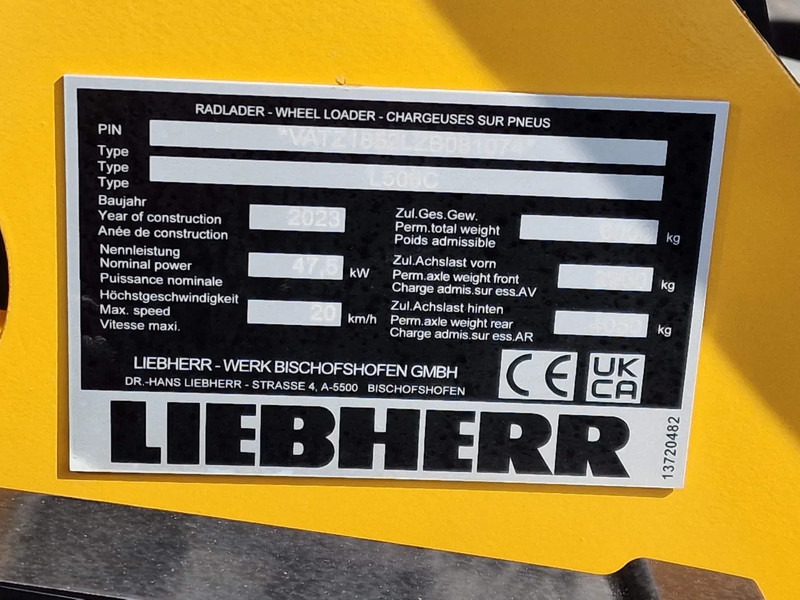 RADLADER - WHEEL LOADER - CHARGEUSES SUR PNEUS
PIN
Type
Type
Type
Baujahr
Year of construction 2023
Anée de construction
Nennleistung
Nominal power 47,5 kW
Puissance nominale
Höchstgeschwindigkeit
Max. speed 20 km/h
Vitesse maxi.
Zul.Ges.Gew.
Perm.total weight kg
Poids admissible
Zul.Achslast vorn
Perm.axle weight front kg
Charge admis.sur ess.AV
Zul.Achslast hinten
Perm.axle weight rear kg
Charge admis.sur ess.AR
LIEBHERR - WERK BISCHOFSHOFEN GMBH
DR.-HANS LIEBHERR - STRASSE 4, A-5500 BISCHOFSHOFEN
CE
UK
CA
LIEBHERR
13720482